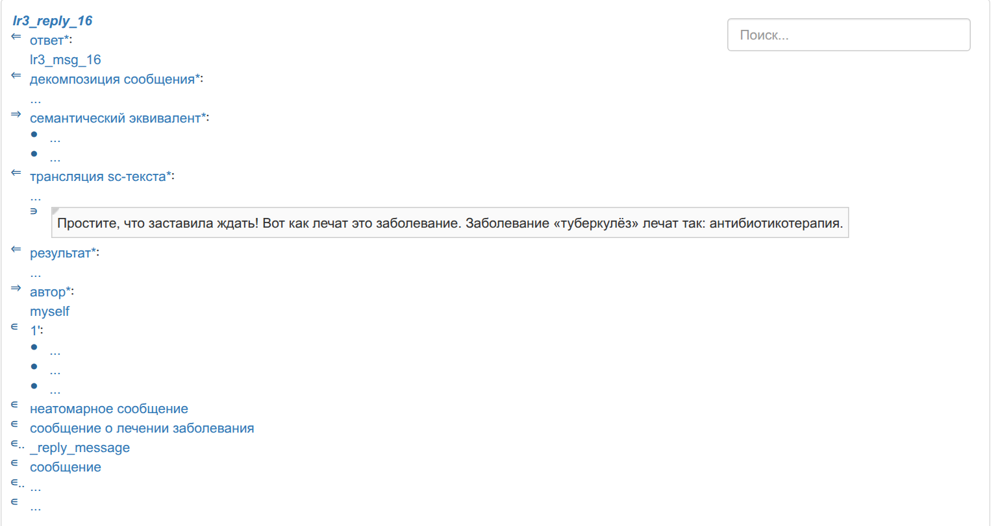 lr3_reply_16
Поиск...
⇐ ответ*:
lr3_msg_16
⇐ декомпозиция сообщения*:
...
⇒ семантический эквивалент*:
● ...
● ...
⇐ трансляция sc-текста*:
...
∋ Простите, что заставила ждать! Вот как лечат это заболевание. Заболевание «туберкулёз» лечат так: антибиотикотерапия.
⇐ результат*:
...
⇒ автор*:
myself
∈ 1':
● ...
● ...
● ...
∈ неатомарное сообщение
∈ сообщение о лечении заболевания
∈.. _reply_message
∈ сообщение
∈.. ...
∈ ...